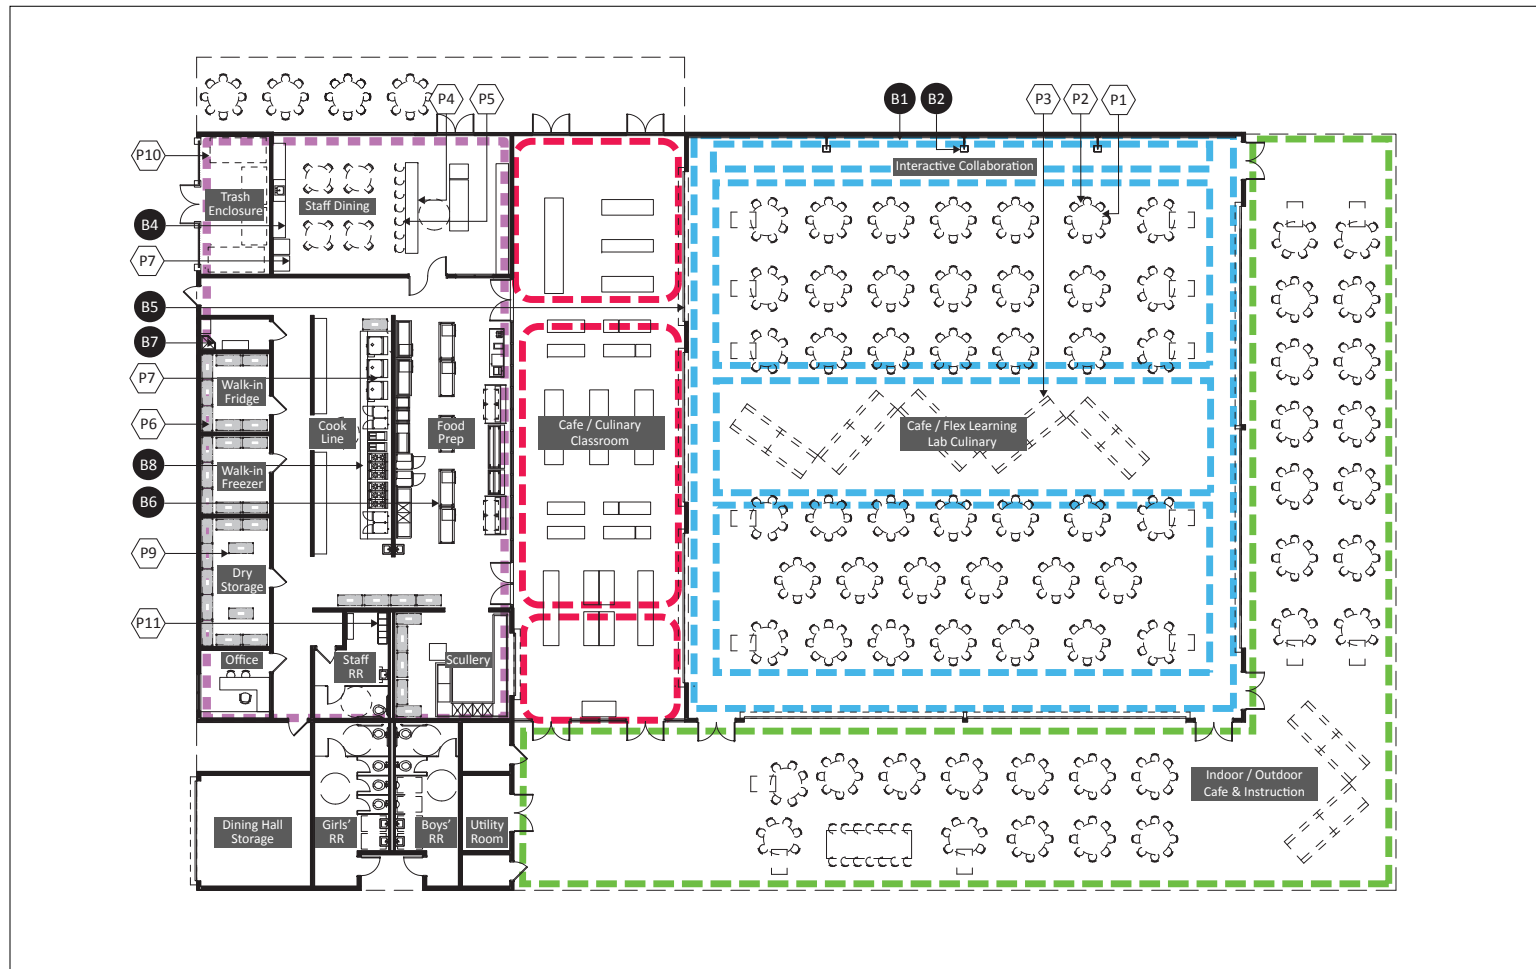 P4
P5
B1
B2
P3
P2
P1
P10
Interactive Collaboration
Trash
Enclosure
Staff Dining
B4
P7
B5
B7
P7
Walk-in
Fridge
P6
Cook
Line
Food
Prep
Cafe / Culinary
Classroom
Cafe / Flex Learning
Lab Culinary
B8
Walk-in
Freezer
B6
P9
Dry
Storage
P11
Office
Staff
RR
Scullery
Indoor / Outdoor
Cafe & Instruction
Dining Hall
Storage
Girls’
RR
Boys’
RR
Utility
Room